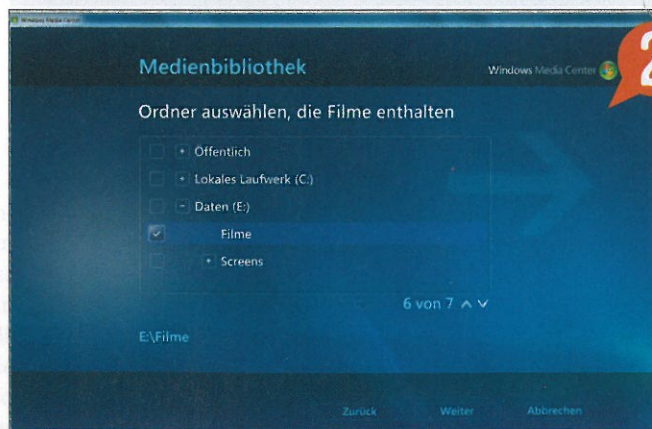 Windows Media Center
Medienbibliothek
Windows Media Center
2
Ordner auswählen, die Filme enthalten
+ Öffentlich
+ Lokales Laufwerk (C:)
− Daten (E:)
Filme
+ Screens
6 von 7
E:\Filme
Zurück Weiter Abbrechen